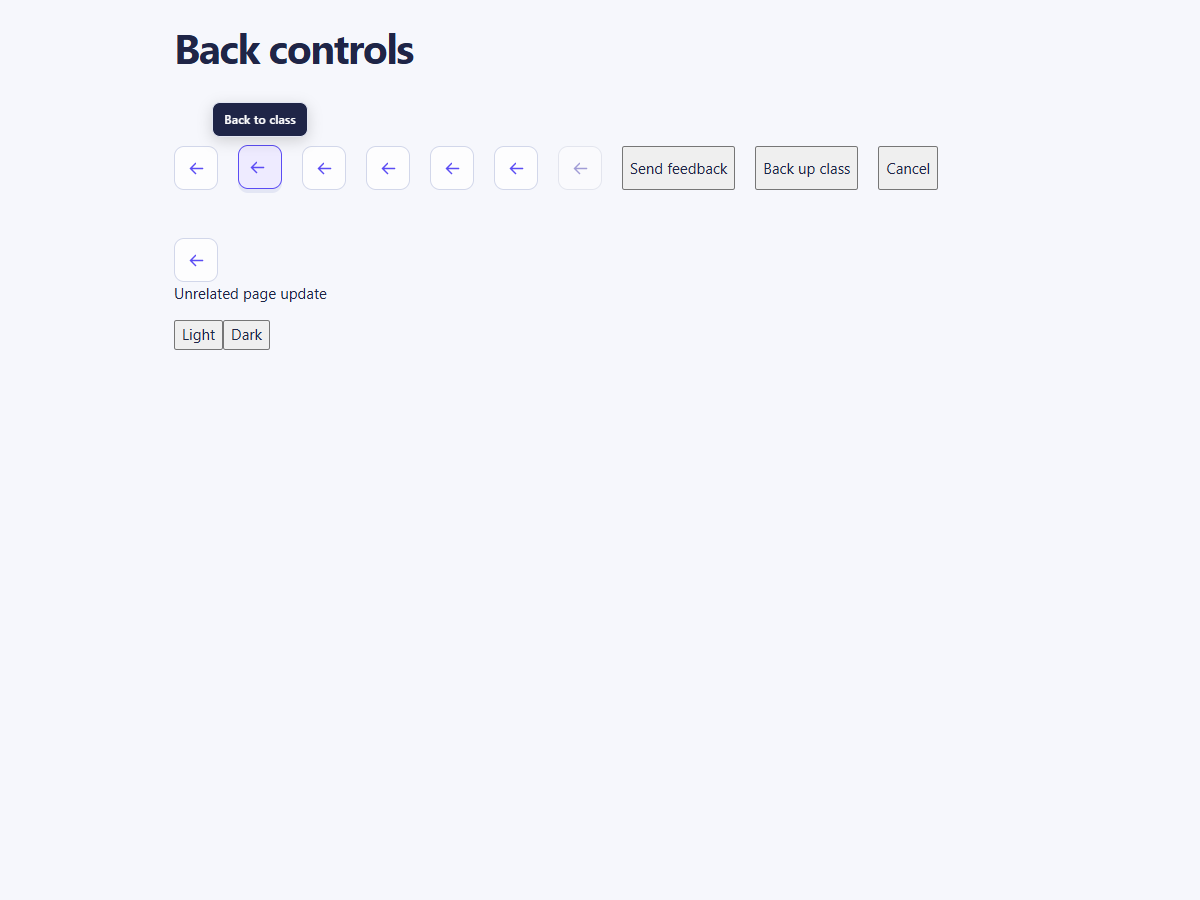 Back controls
Back to class
Send feedback
Back up class
Cancel
Unrelated page update
Light
Dark